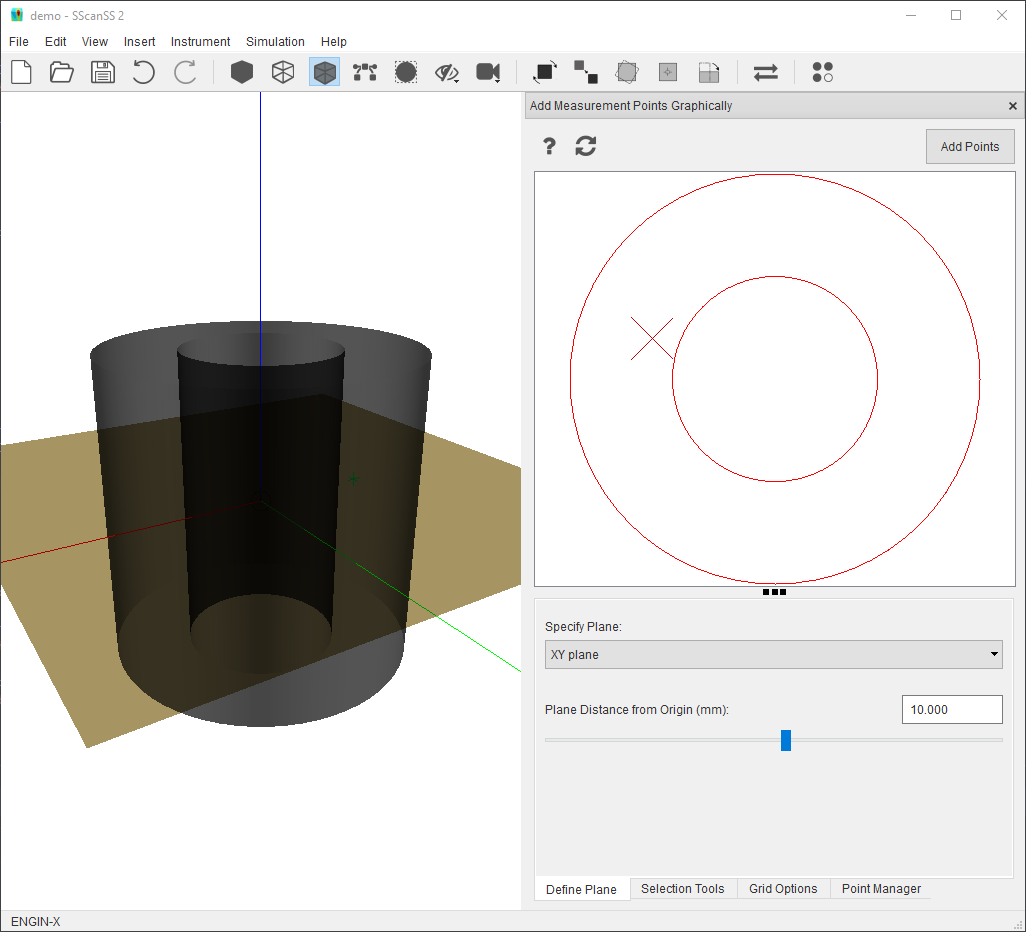 demo - SScanSS 2
File Edit View Insert Instrument Simulation Help
Add Measurement Points Graphically
? Add Points
Specify Plane:
XY plane
Plane Distance from Origin (mm): 10.000
Define Plane Selection Tools Grid Options Point Manager
ENGIN-X